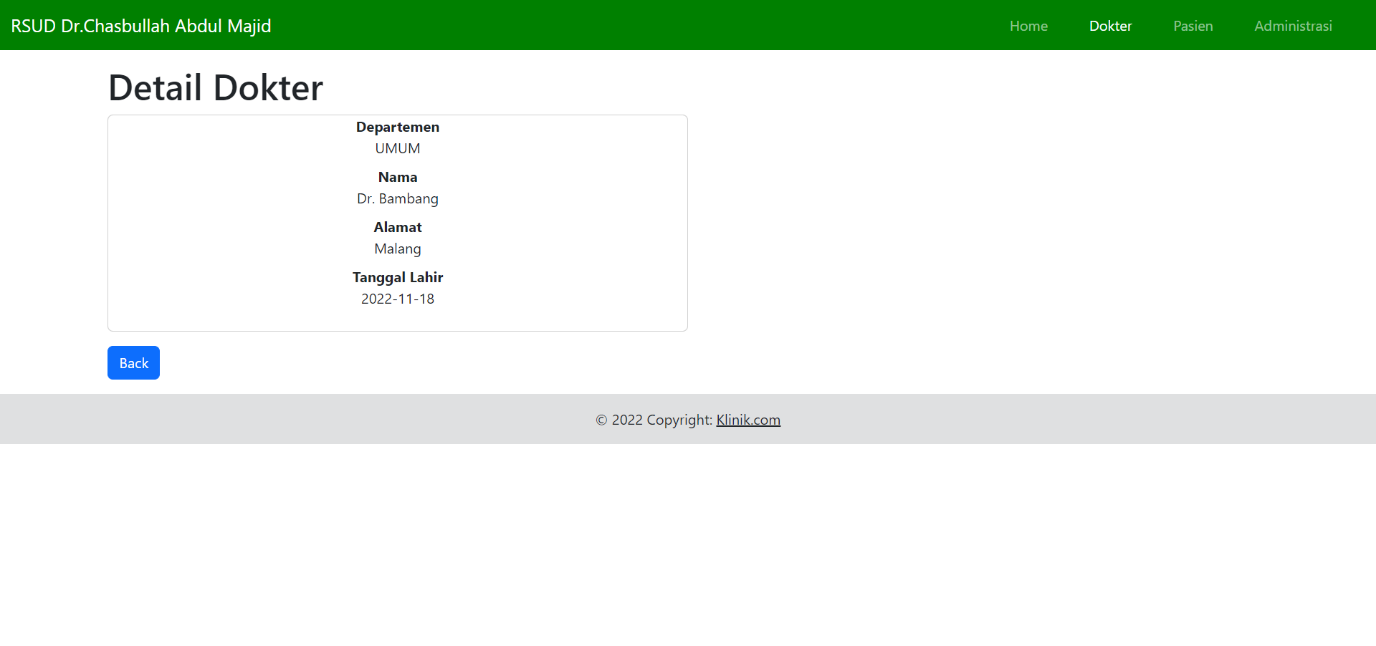 RSUD Dr.Chasbullah Abdul Majid
Home Dokter Pasien Administrasi
Detail Dokter
Departemen
UMUM
Nama
Dr. Bambang
Alamat
Malang
Tanggal Lahir
2022-11-18
Back
© 2022 Copyright: Klinik.com